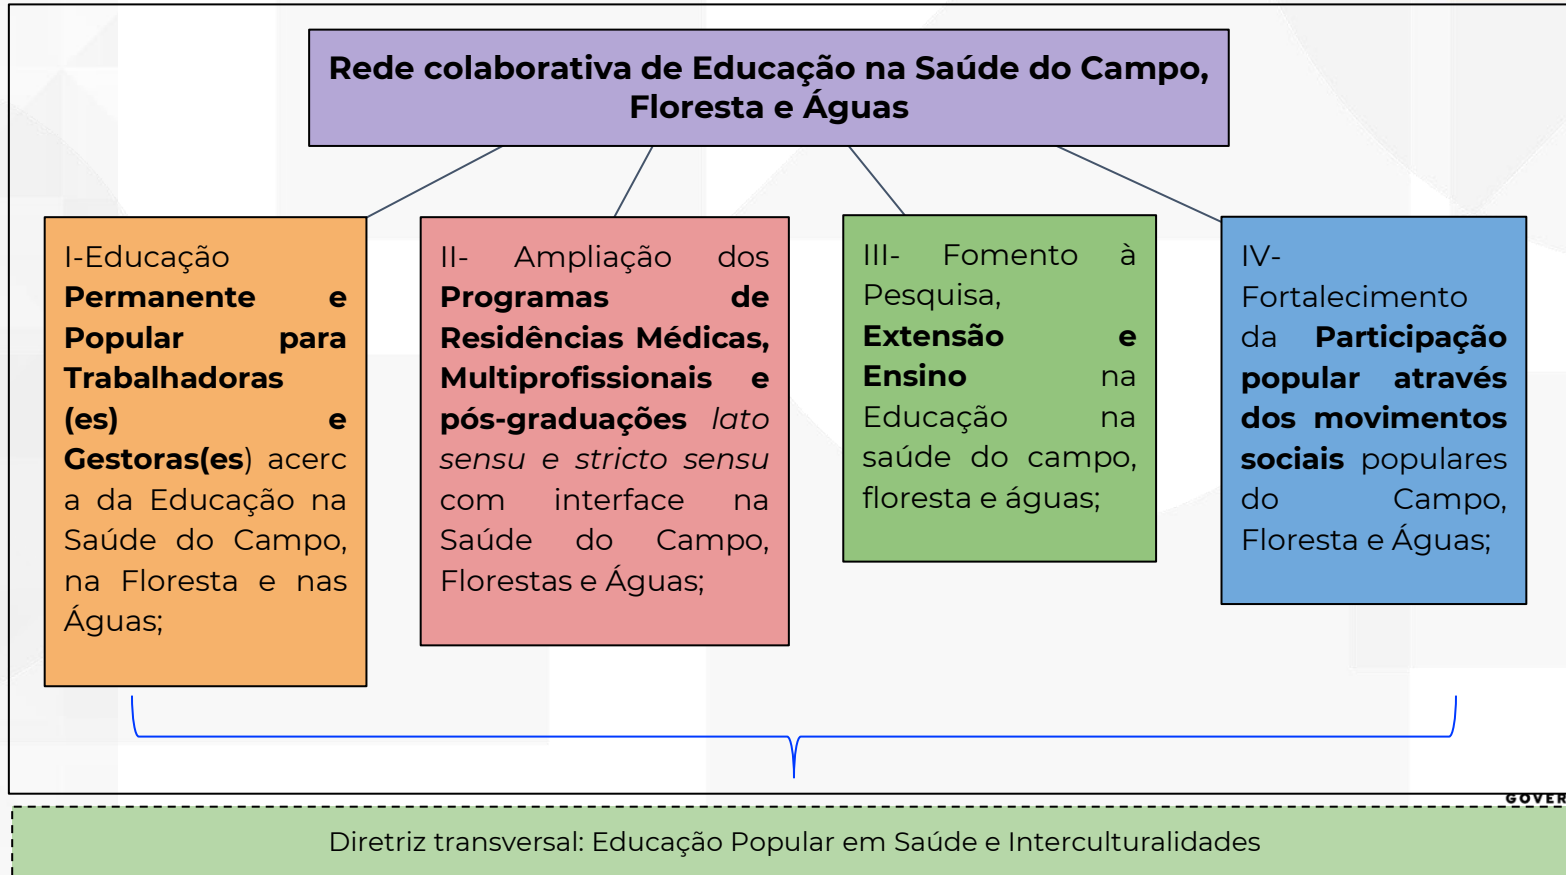 Rede colaborativa de Educação na Saúde do Campo,
Floresta e Águas
I-Educação
Permanente e
Popular para
Trabalhadoras
(es) e
Gestoras(es) acerc
a da Educação na
Saúde do Campo,
na Floresta e nas
Águas;
II- Ampliação dos
Programas de
Residências Médicas,
Multiprofissionais e
pós-graduações lato
sensu e stricto sensu
com interface na
Saúde do Campo,
Florestas e Águas;
III- Fomento à
Pesquisa,
Extensão e
Ensino na
Educação na
saúde do campo,
floresta e águas;
IV-
Fortalecimento
da Participação
popular através
dos movimentos
sociais populares
do Campo,
Floresta e Águas;
GOVER
Diretriz transversal: Educação Popular em Saúde e Interculturalidades